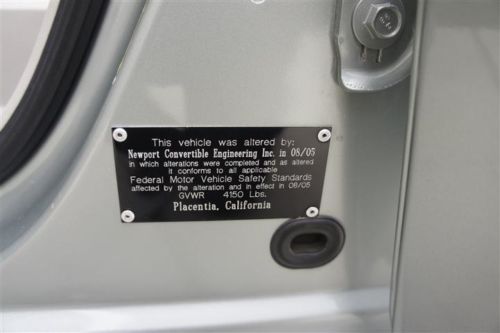 This vehicle was altered by:
Newport Convertible Engineering Inc. in 08/05
in which alterations were completed and as altered
it conforms to all applicable
Federal Motor Vehicle Safety Standards
affected by the alteration and in effect in 08/05
GVWR 4150 Lbs.
Placentia, California